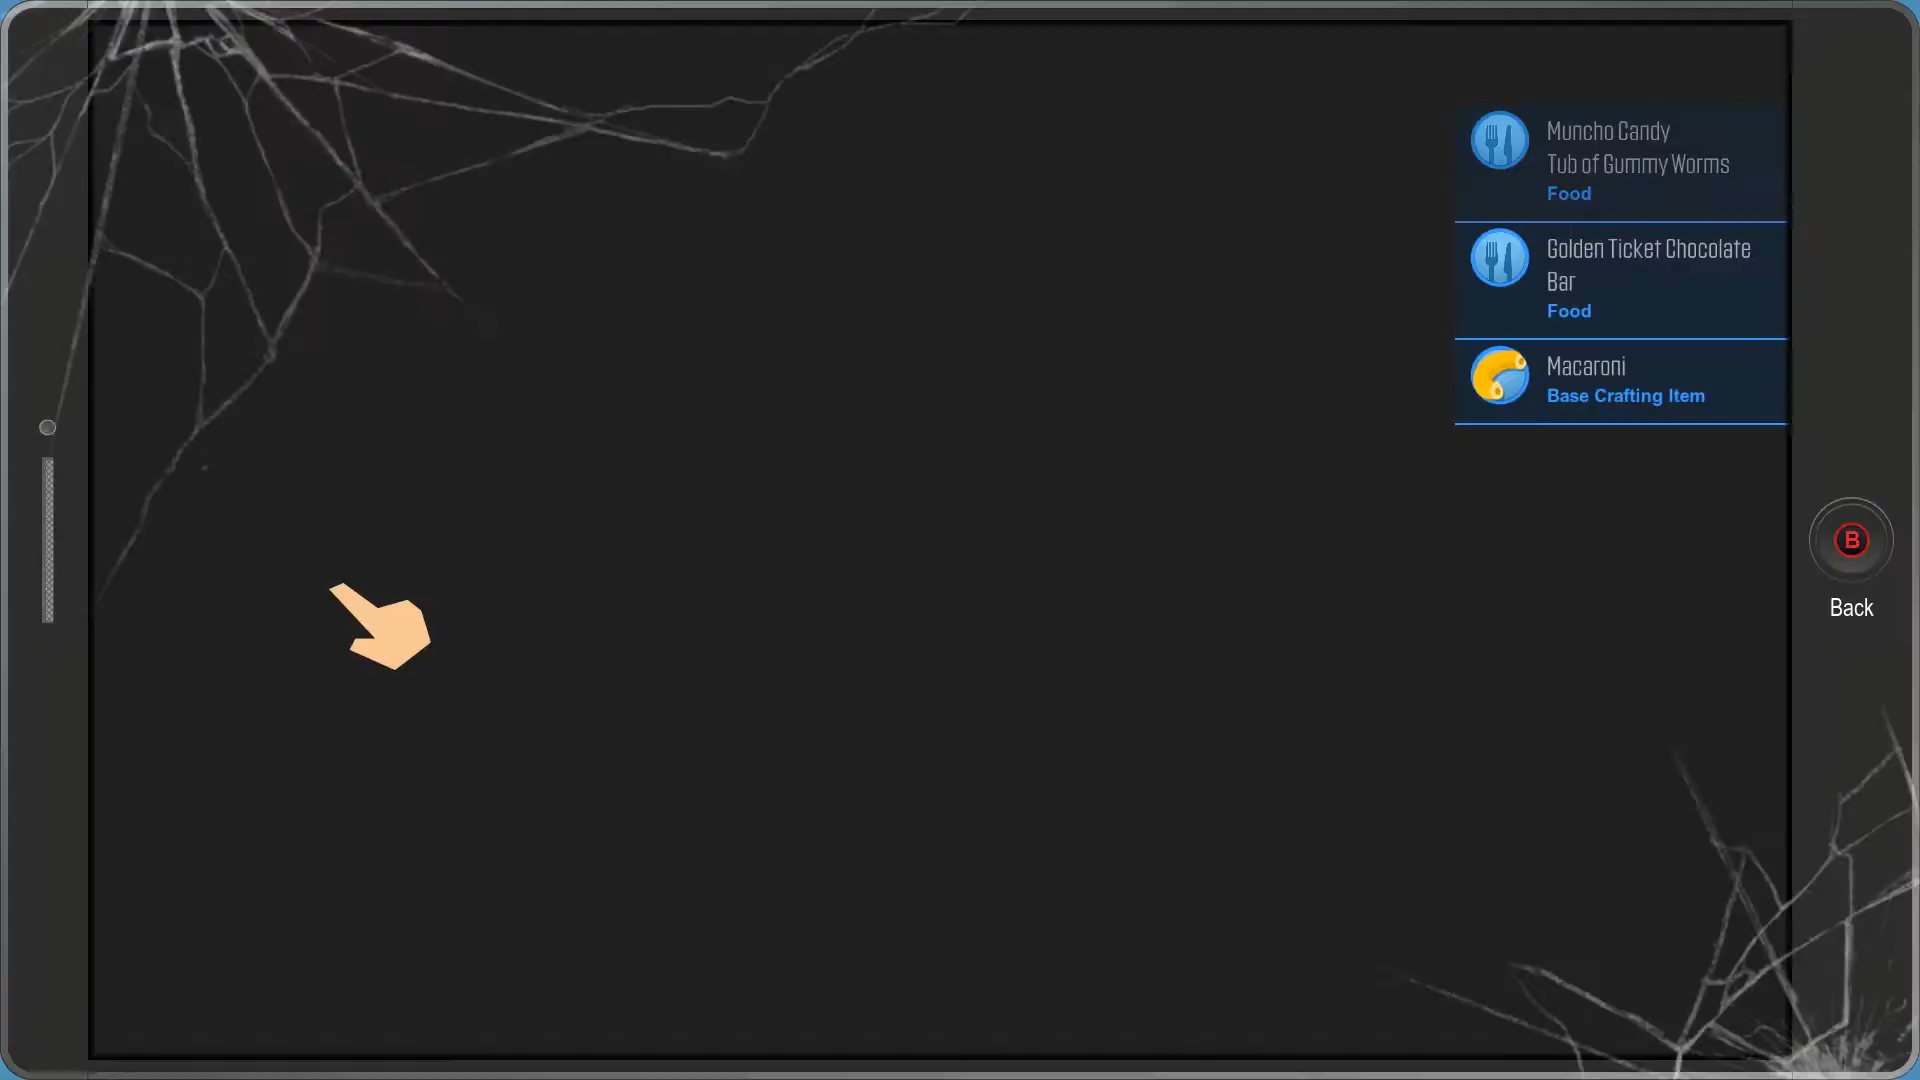 Muncho Candy
Tub of Gummy Worms
Food
Golden Ticket Chocolate
Bar
Food
Macaroni
Base Crafting Item
B
Back